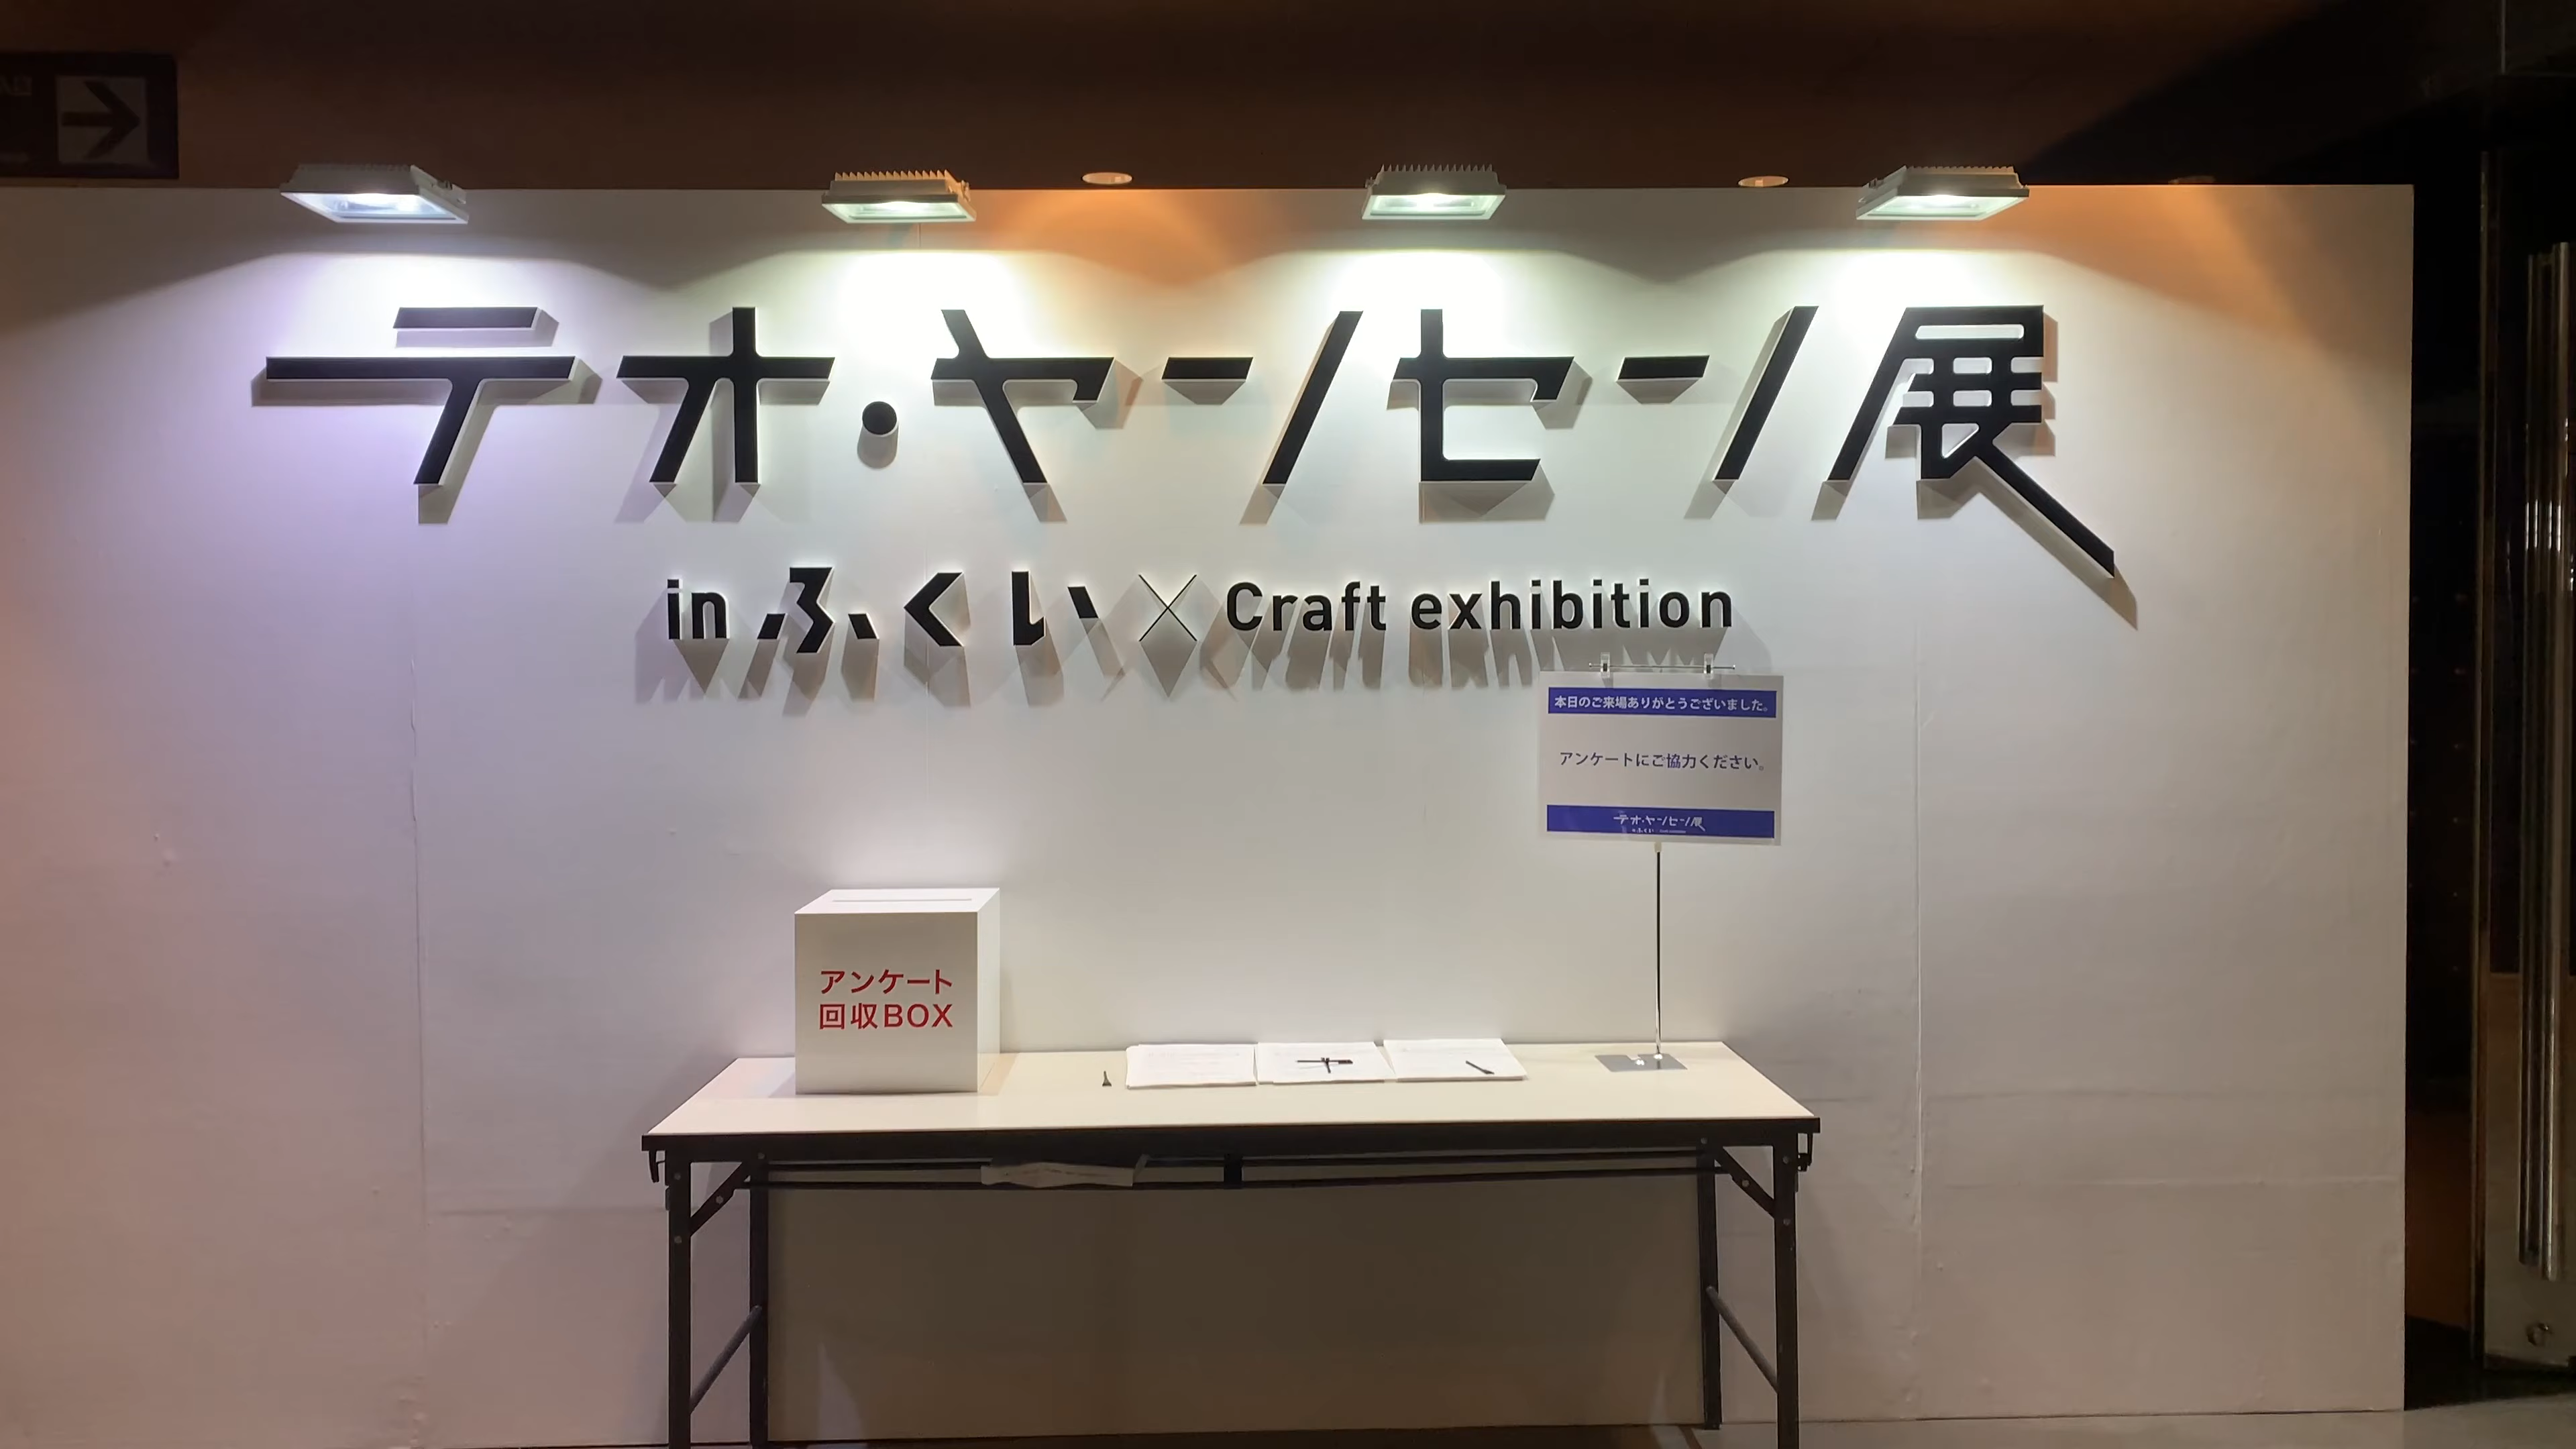 テオ・ヤンセン展
in ふくい × Craft exhibition
本日のご来場ありがとうございました。
アンケートにご協力ください。
テオ・ヤンセン展
アンケート
回収BOX